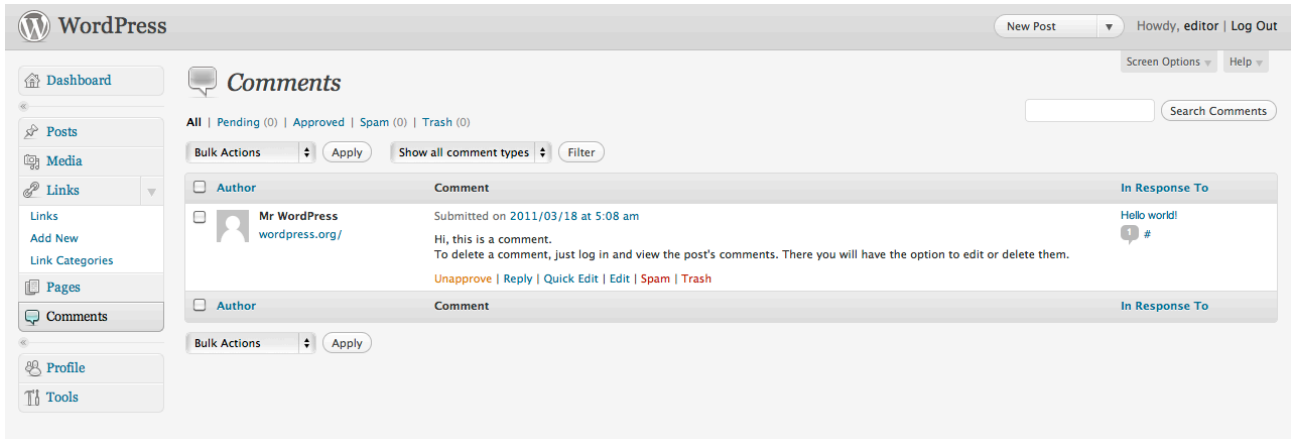 WordPress
New Post
Howdy, editor | Log Out
Screen Options
Help
Dashboard
Comments
Search Comments
All | Pending (0) | Approved | Spam (0) | Trash (0)
Posts
Bulk Actions
Apply
Show all comment types
Filter
Media
Links
Author
Comment
In Response To
Links
Add New
Link Categories
Mr WordPress
wordpress.org/
Submitted on 2011/03/18 at 5:08 am
Hi, this is a comment.
To delete a comment, just log in and view the post's comments. There you will have the option to edit or delete them.
Unapprove | Reply | Quick Edit | Edit | Spam | Trash
Hello world!
1 #
Pages
Comments
Author
Comment
In Response To
Bulk Actions
Apply
Profile
Tools